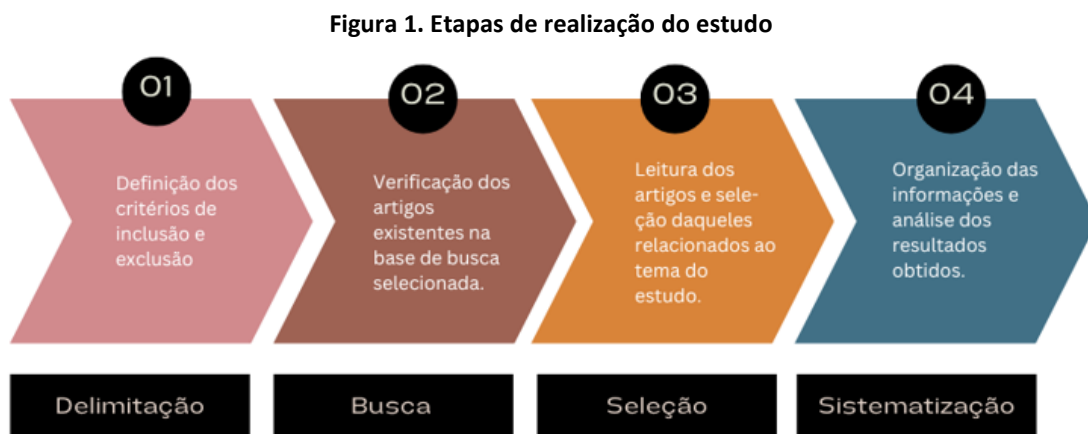 Figura 1. Etapas de realização do estudo
01
Definição dos
critérios de
inclusão e
exclusão
Delimitação
02
Verificação dos
artigos
existentes na
base de busca
selecionada.
Busca
03
Leitura dos
artigos e sele-
ção daqueles
relacionados ao
tema do
estudo.
Seleção
04
Organização das
informações e
análise dos
resultados
obtidos.
Sistematização